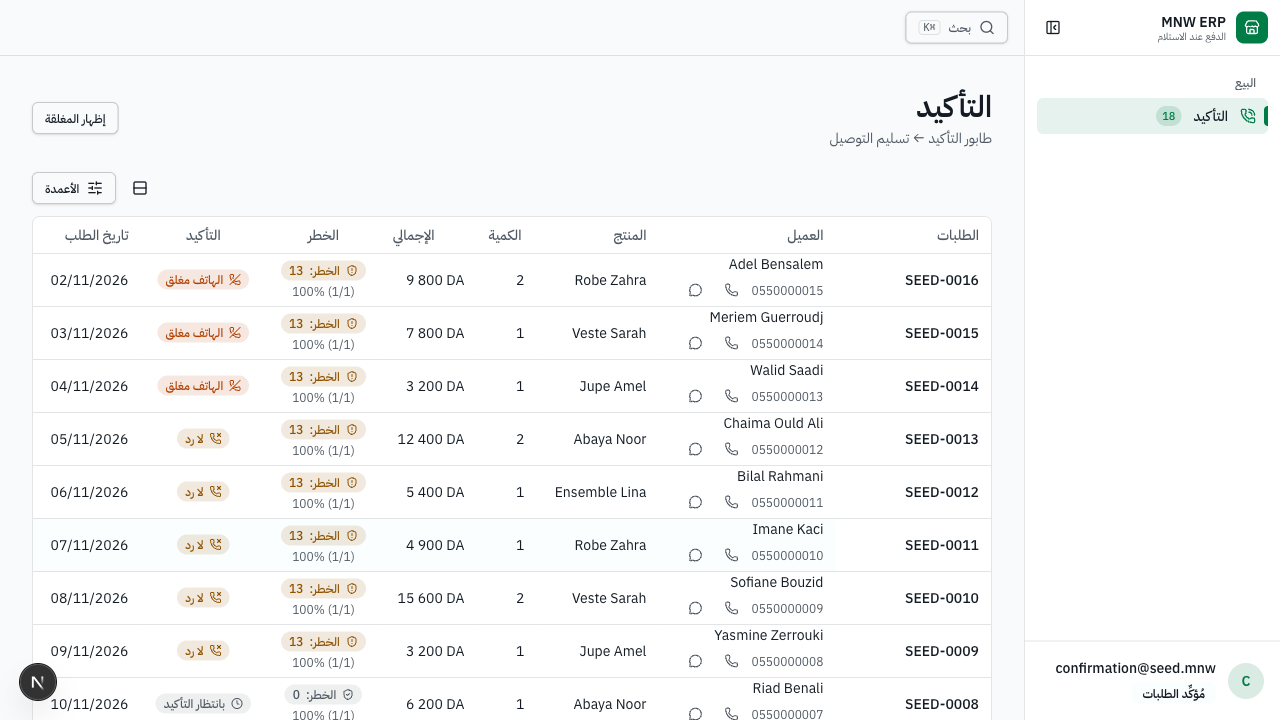 MNW ERP
الدفع عند الاستلام
بحث ⌘K
البيع
التأكيد 18
التأكيد
طابور التأكيد ← تسليم التوصيل
إظهار المغلقة
الأعمدة
الطلبات العميل المنتج الكمية الإجمالي الخطر التأكيد تاريخ الطلب
SEED-0016 Adel Bensalem 0550000015 Robe Zahra 2 9 800 DA الخطر: 13 100% (1/1) الهاتف مغلق 02/11/2026
SEED-0015 Meriem Guerroudj 0550000014 Veste Sarah 1 7 800 DA الخطر: 13 100% (1/1) الهاتف مغلق 03/11/2026
SEED-0014 Walid Saadi 0550000013 Jupe Amel 1 3 200 DA الخطر: 13 100% (1/1) الهاتف مغلق 04/11/2026
SEED-0013 Chaima Ould Ali 0550000012 Abaya Noor 2 12 400 DA الخطر: 13 100% (1/1) لا رد 05/11/2026
SEED-0012 Bilal Rahmani 0550000011 Ensemble Lina 1 5 400 DA الخطر: 13 100% (1/1) لا رد 06/11/2026
SEED-0011 Imane Kaci 0550000010 Robe Zahra 1 4 900 DA الخطر: 13 100% (1/1) لا رد 07/11/2026
SEED-0010 Sofiane Bouzid 0550000009 Veste Sarah 2 15 600 DA الخطر: 13 100% (1/1) لا رد 08/11/2026
SEED-0009 Yasmine Zerrouki 0550000008 Jupe Amel 1 3 200 DA الخطر: 13 100% (1/1) لا رد 09/11/2026
SEED-0008 Riad Benali 0550000007 Abaya Noor 1 6 200 DA الخطر: 0 100% (1/1) بانتظار التأكيد 10/11/2026
confirmation@seed.mnw
مُؤكِّد الطلبات
C
N